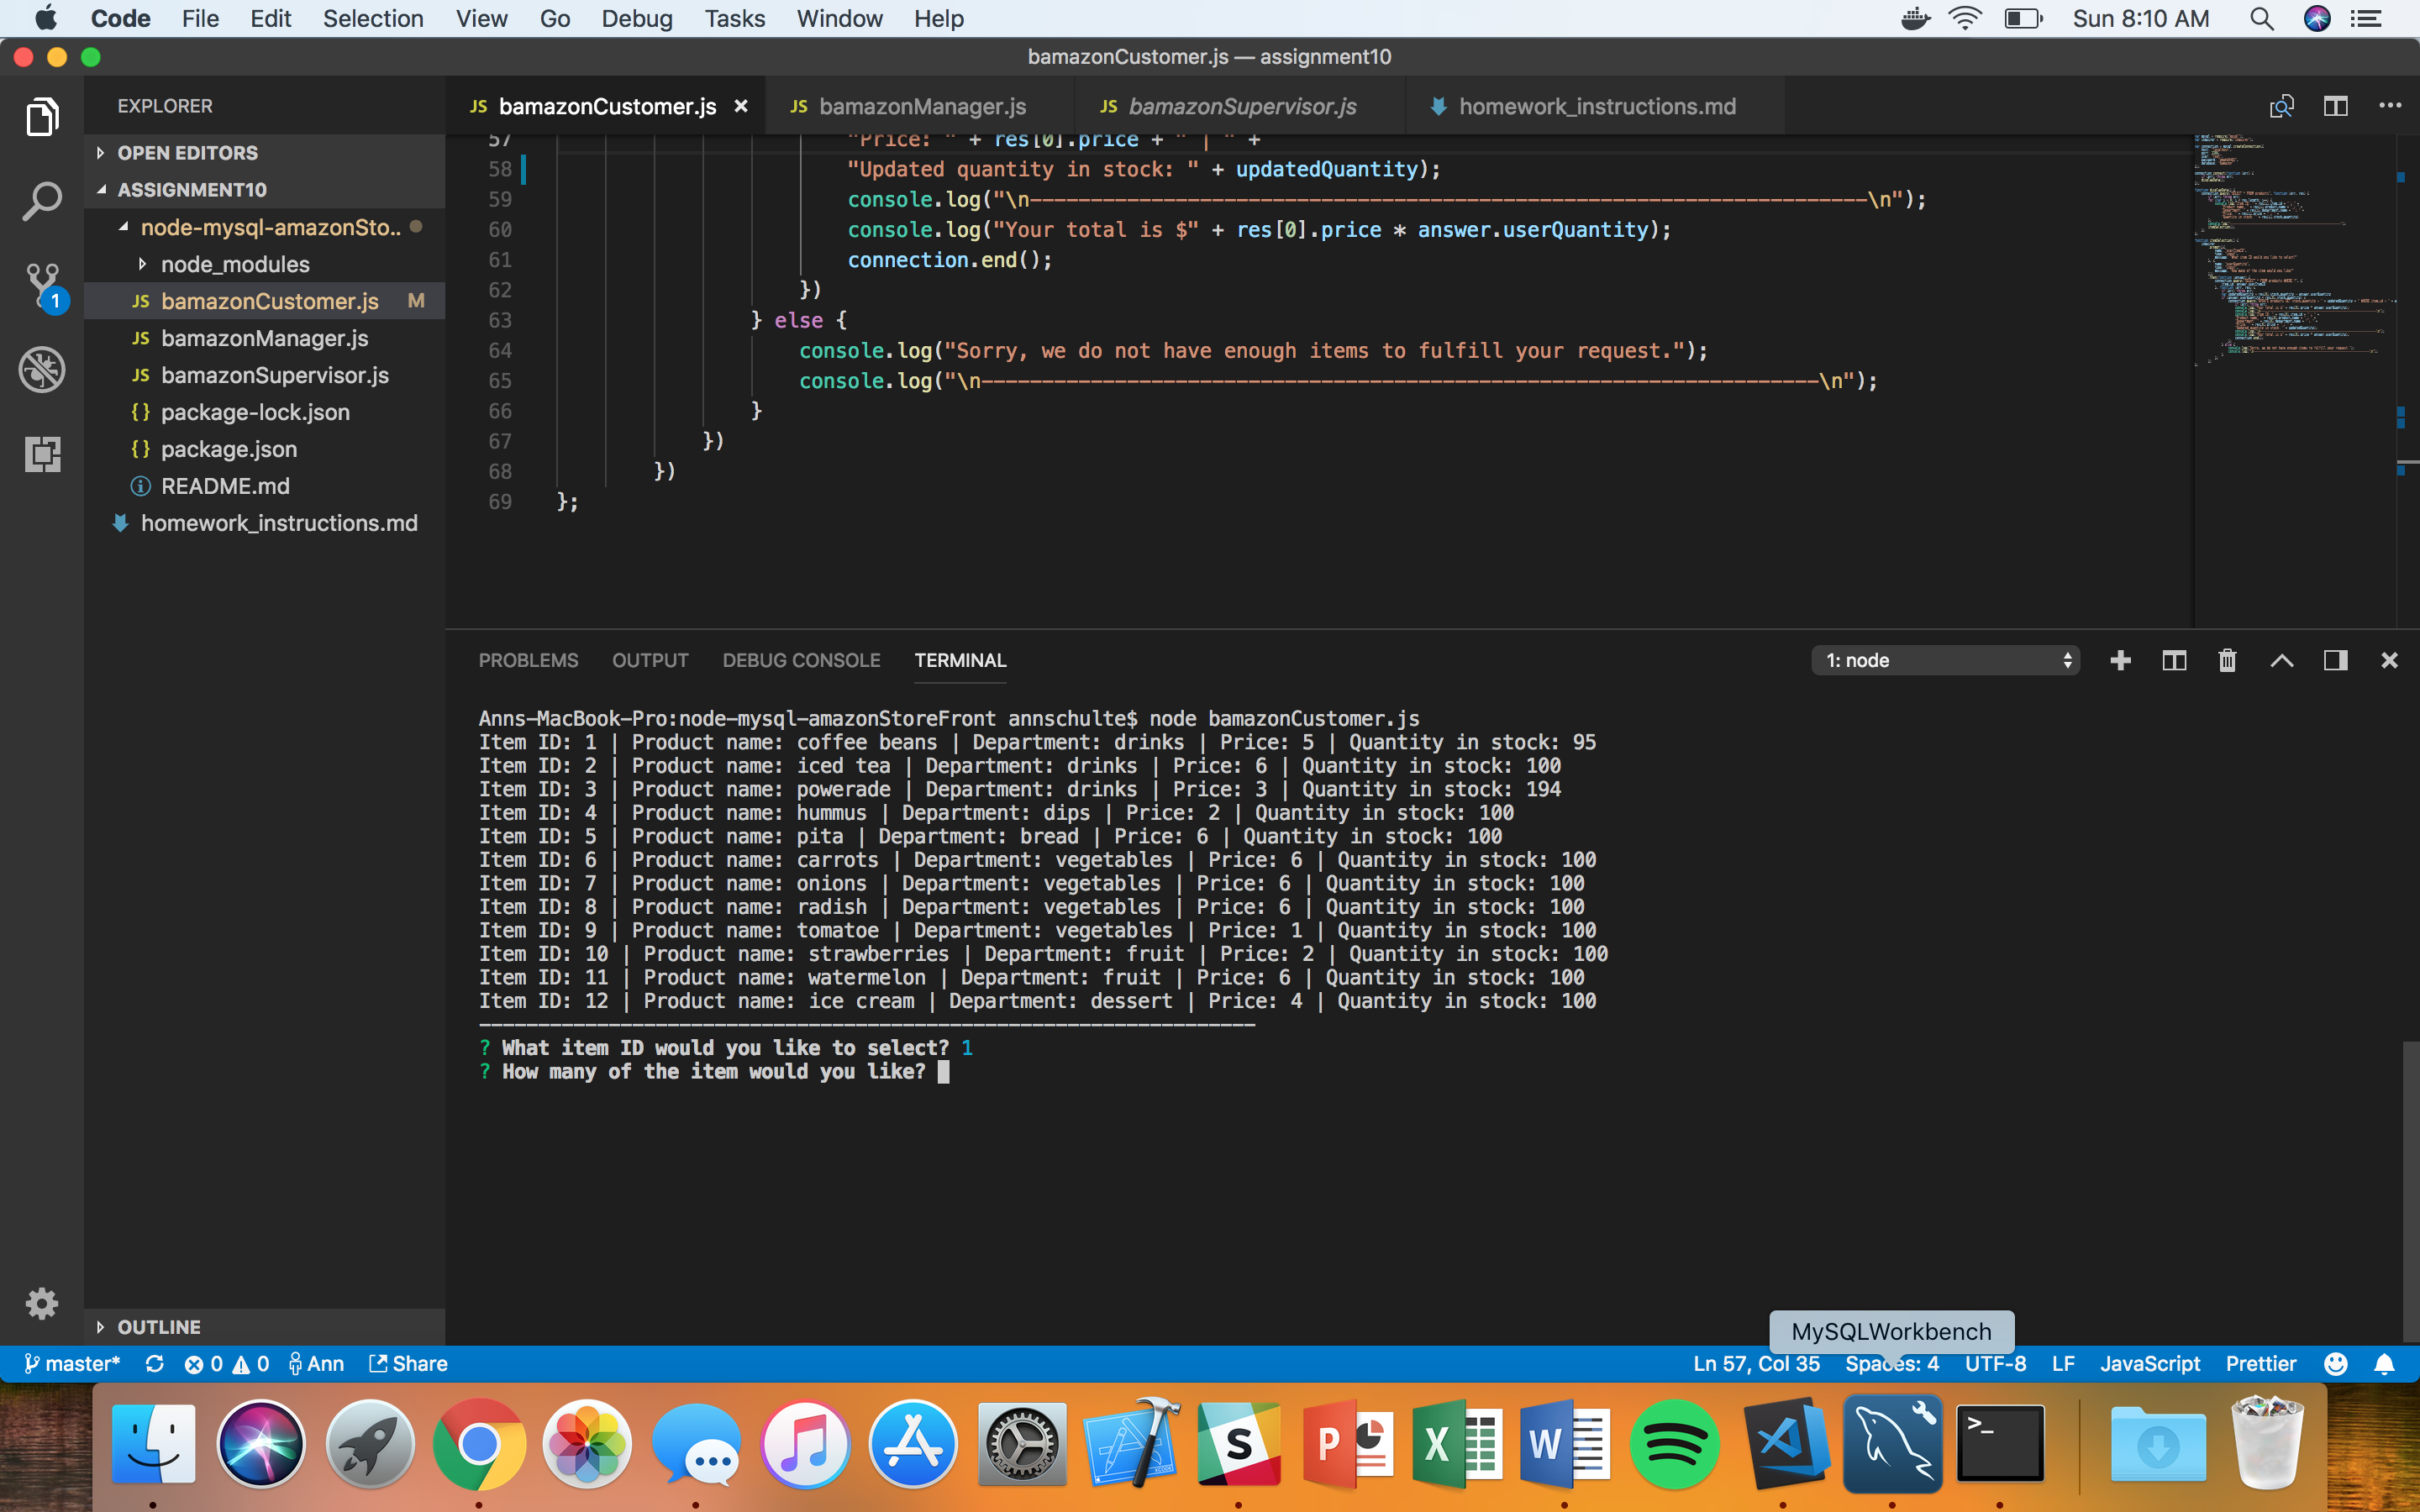 Code File Edit Selection View Go Debug Tasks Window Help Sun 8:10 AM
bamazonCustomer.js — assignment10
EXPLORER
OPEN EDITORS
ASSIGNMENT10
node-mysql-amazonSto..
node_modules
JS bamazonCustomer.js M
JS bamazonManager.js
JS bamazonSupervisor.js
{} package-lock.json
{} package.json
README.md
homework_instructions.md
OUTLINE
1
JS bamazonCustomer.js × JS bamazonManager.js JS bamazonSupervisor.js homework_instructions.md
57 "Price: " + res[0].price + " | " +
58 "Updated quantity in stock: " + updatedQuantity);
59 console.log("\n----------------------------------------------------------------------\n");
60 console.log("Your total is $" + res[0].price * answer.userQuantity);
61 connection.end();
62 })
63 } else {
64 console.log("Sorry, we do not have enough items to fulfill your request.");
65 console.log("\n----------------------------------------------------------------------\n");
66 }
67 })
68 })
69 };
PROBLEMS OUTPUT DEBUG CONSOLE TERMINAL 1: node
Anns-MacBook-Pro:node-mysql-amazonStoreFront annschulte$ node bamazonCustomer.js
Item ID: 1 | Product name: coffee beans | Department: drinks | Price: 5 | Quantity in stock: 95
Item ID: 2 | Product name: iced tea | Department: drinks | Price: 6 | Quantity in stock: 100
Item ID: 3 | Product name: powerade | Department: drinks | Price: 3 | Quantity in stock: 194
Item ID: 4 | Product name: hummus | Department: dips | Price: 2 | Quantity in stock: 100
Item ID: 5 | Product name: pita | Department: bread | Price: 6 | Quantity in stock: 100
Item ID: 6 | Product name: carrots | Department: vegetables | Price: 6 | Quantity in stock: 100
Item ID: 7 | Product name: onions | Department: vegetables | Price: 6 | Quantity in stock: 100
Item ID: 8 | Product name: radish | Department: vegetables | Price: 6 | Quantity in stock: 100
Item ID: 9 | Product name: tomatoe | Department: vegetables | Price: 1 | Quantity in stock: 100
Item ID: 10 | Product name: strawberries | Department: fruit | Price: 2 | Quantity in stock: 100
Item ID: 11 | Product name: watermelon | Department: fruit | Price: 6 | Quantity in stock: 100
Item ID: 12 | Product name: ice cream | Department: dessert | Price: 4 | Quantity in stock: 100
------------------------------------------------------------------
? What item ID would you like to select? 1
? How many of the item would you like?
MySQLWorkbench
master* 0 0 Ann Share Ln 57, Col 35 Spaces: 4 UTF-8 LF JavaScript Prettier
S P X W >_